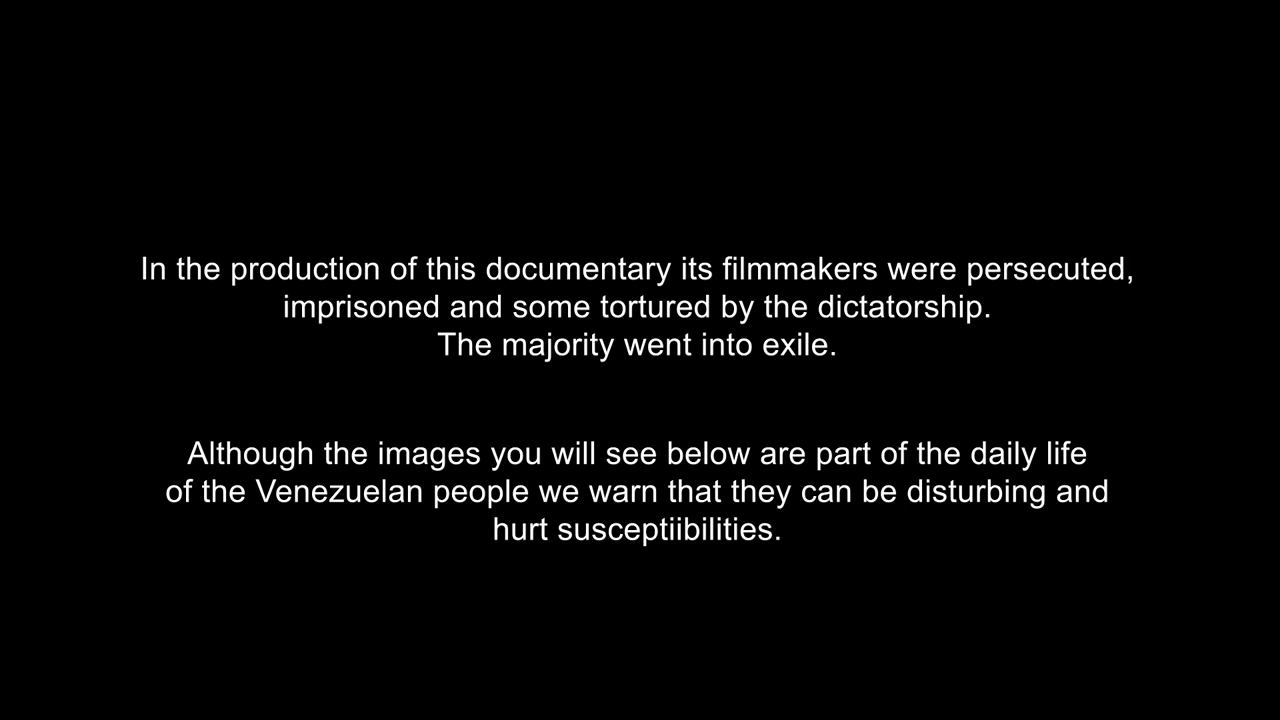 In the production of this documentary its filmmakers were persecuted,
imprisoned and some tortured by the dictatorship.
The majority went into exile.
Although the images you will see below are part of the daily life
of the Venezuelan people we warn that they can be disturbing and
hurt susceptiibilities.